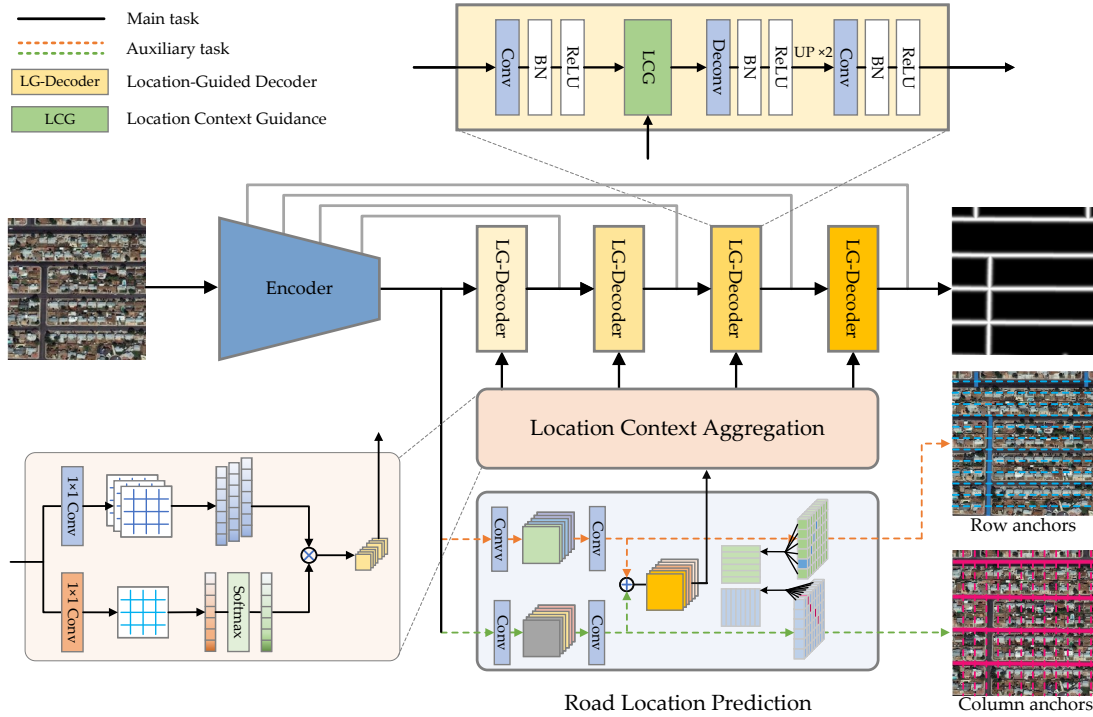 Main task
Auxiliary task
LG-Decoder Location-Guided Decoder
LCG Location Context Guidance
Conv
BN
ReLU
LCG
Deconv
BN
ReLU
UP ×2
Conv
BN
ReLU
Encoder
LG-Decoder
LG-Decoder
LG-Decoder
LG-Decoder
Location Context Aggregation
1×1 Conv
1×1 Conv
Softmax
Convv
Conv
Conv
Conv
Row anchors
Column anchors
Road Location Prediction